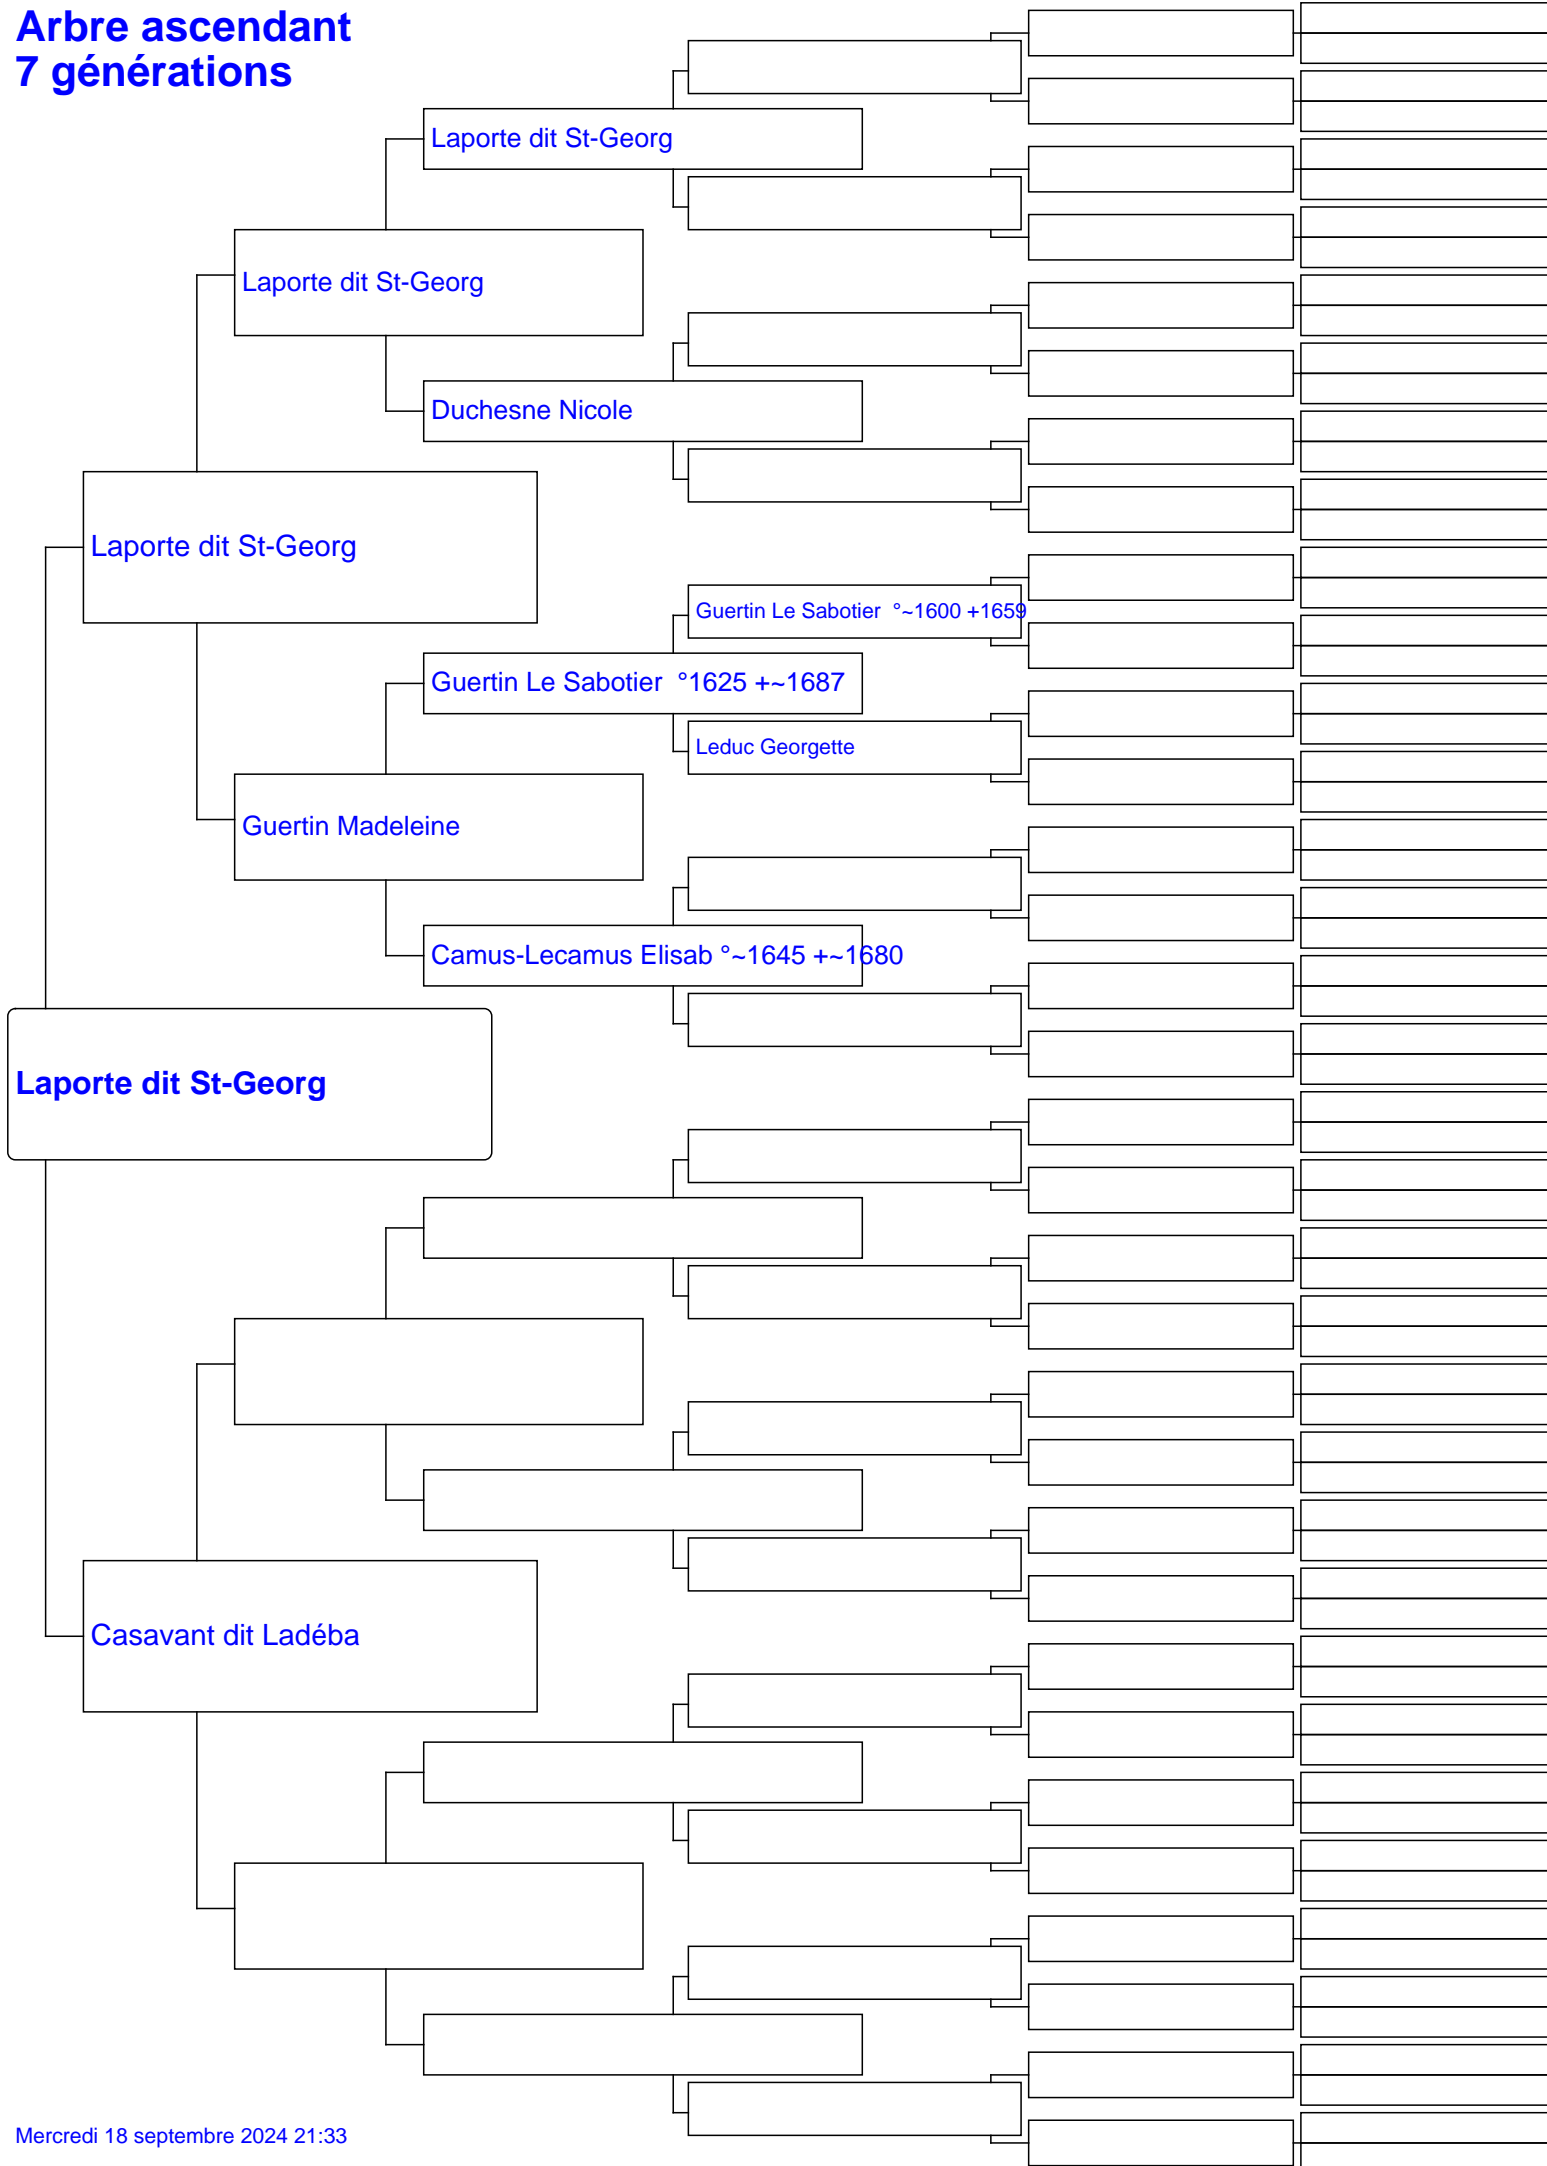 Arbre ascendant
7 générations
Laporte dit St-Georg
Laporte dit St-Georg
Duchesne Nicole
Laporte dit St-Georg
Guertin Le Sabotier  °~1600 +1659
Guertin Le Sabotier  °1625 +~1687
Leduc Georgette
Guertin Madeleine
Camus-Lecamus Elisab °~1645 +~1680
Laporte dit St-Georg
Casavant dit Ladéba
Mercredi 18 septembre 2024 21:33